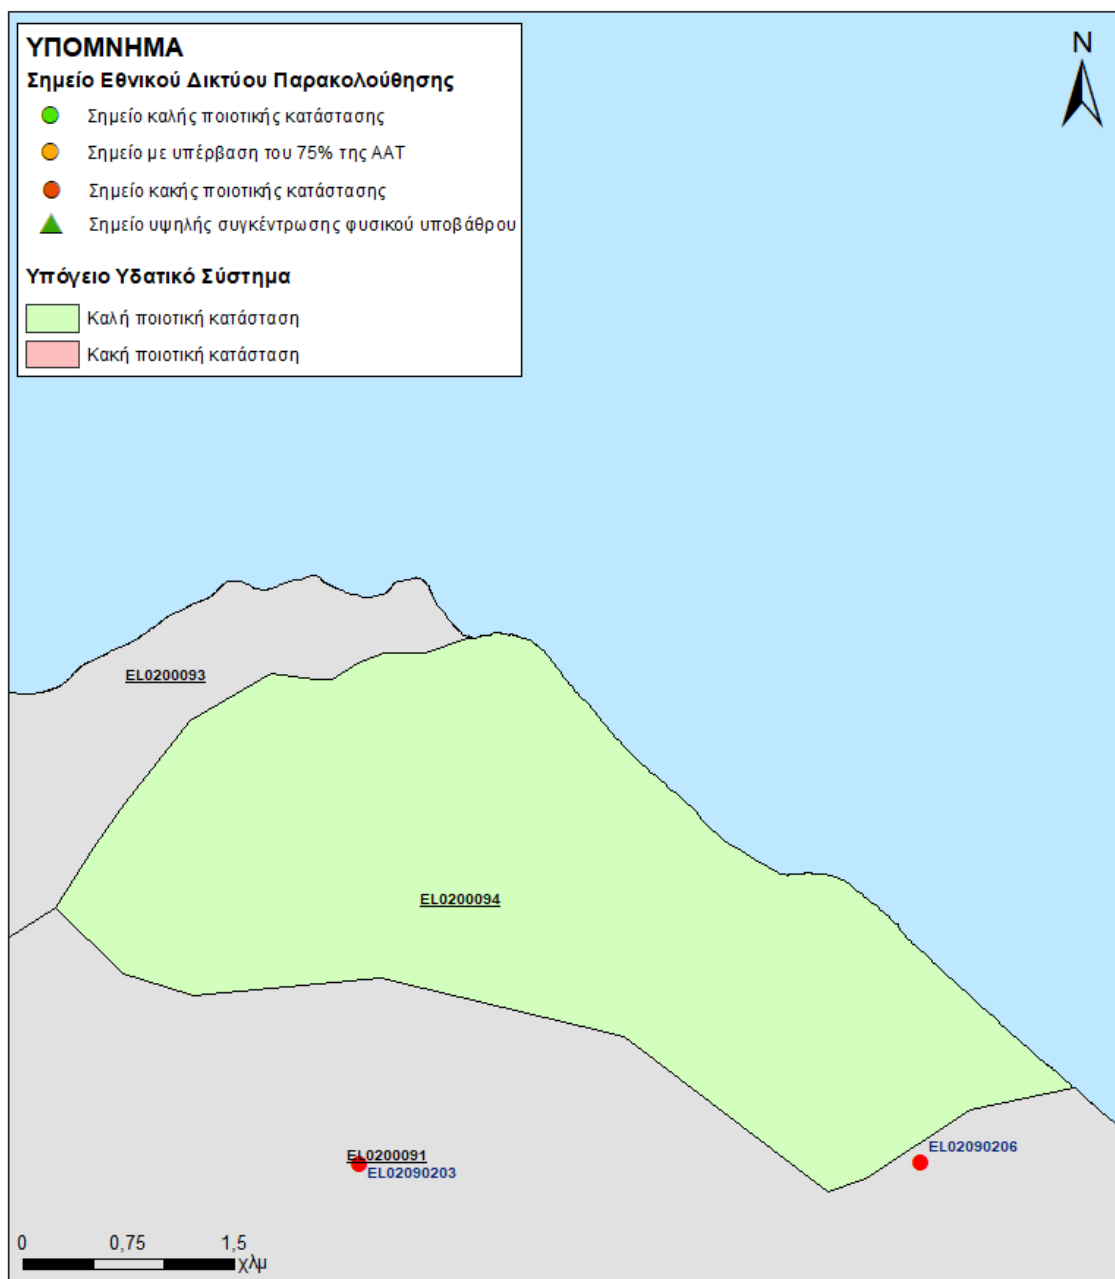 ΥΠΟΜΝΗΜΑ
Σημείο Εθνικού Δικτύου Παρακολούθησης
Σημείο καλής ποιοτικής κατάστασης
Σημείο με υπέρβαση του 75% της ΑΑΤ
Σημείο κακής ποιοτικής κατάστασης
Σημείο υψηλής συγκέντρωσης φυσικού υποβάθρου
Υπόγειο Υδατικό Σύστημα
Καλή ποιοτική κατάσταση
Κακή ποιοτική κατάσταση
N
EL0200093
EL0200094
EL02090206
EL0200091
EL02090203
0 0,75 1,5
χλμ